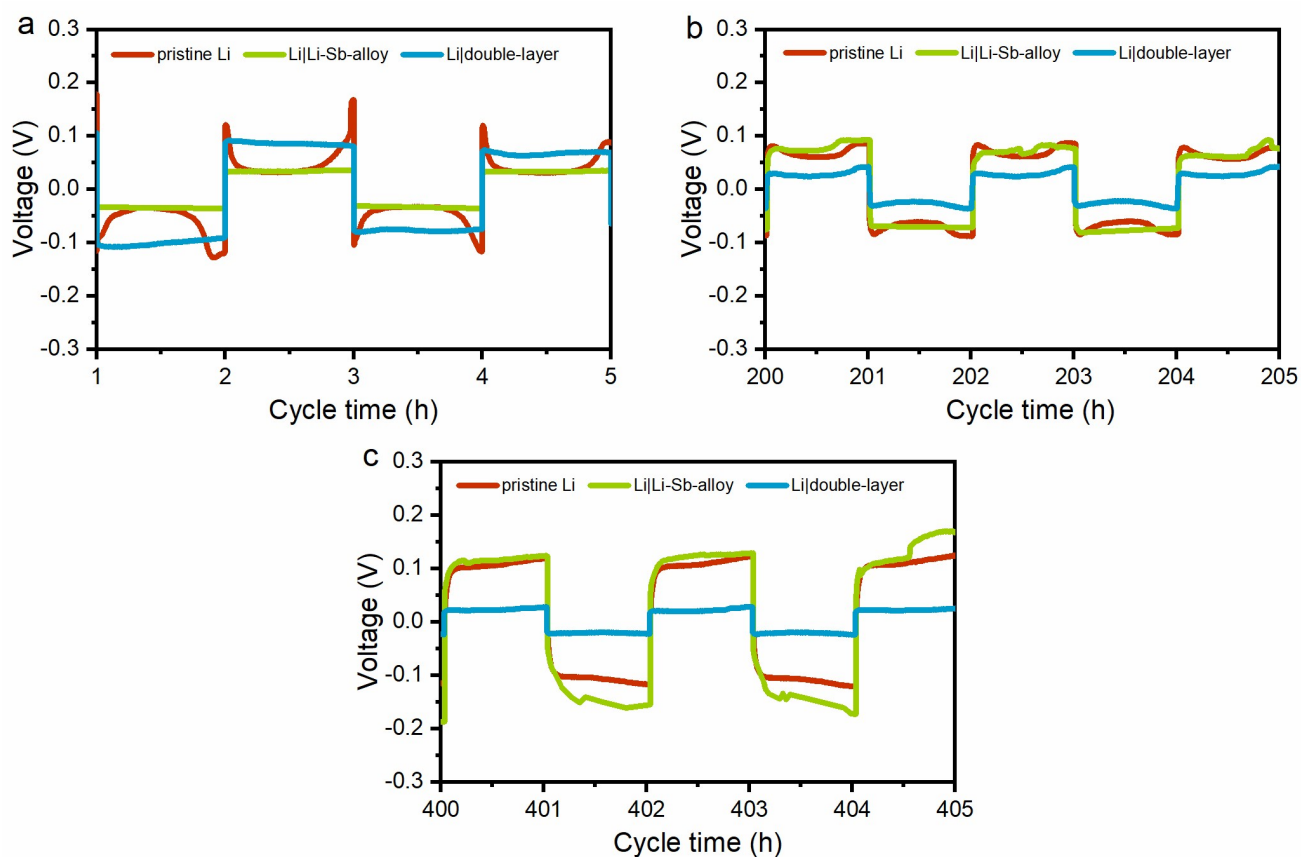 a
0.3
0.2
0.1
0.0
-0.1
-0.2
-0.3
Voltage (V)
pristine Li Li|Li-Sb-alloy Li|double-layer
1 2 3 4 5
Cycle time (h)
b
0.3
0.2
0.1
0.0
-0.1
-0.2
-0.3
Voltage (V)
pristine Li Li|Li-Sb-alloy Li|double-layer
200 201 202 203 204 205
Cycle time (h)
c
0.3
0.2
0.1
0.0
-0.1
-0.2
-0.3
Voltage (V)
pristine Li Li|Li-Sb-alloy Li|double-layer
400 401 402 403 404 405
Cycle time (h)